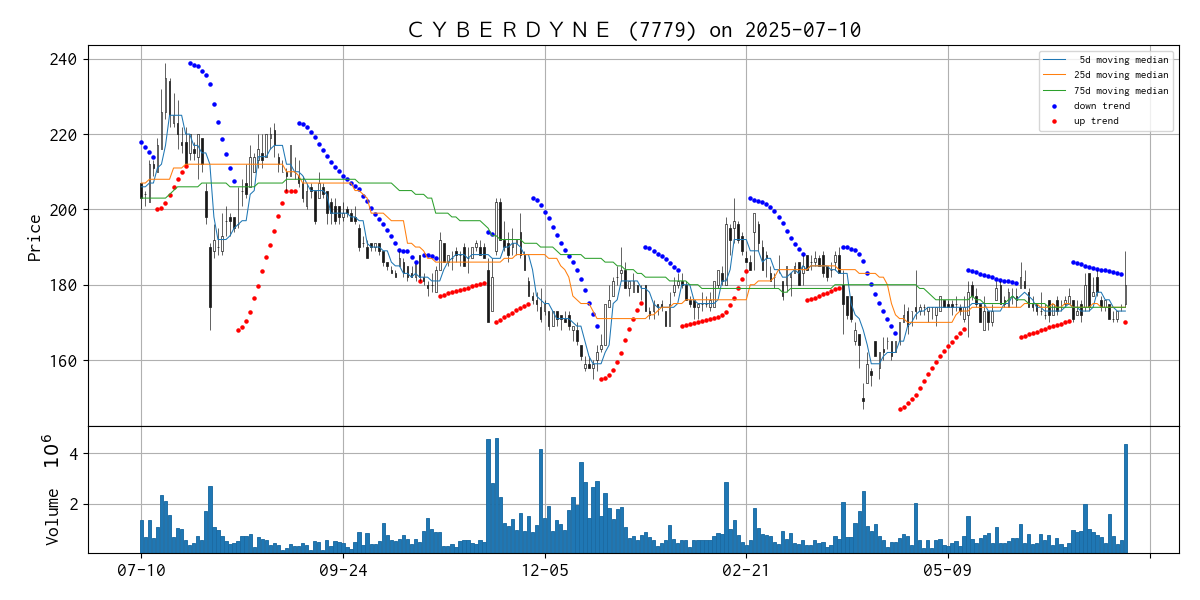 ＣＹＢＥＲＤＹＮＥ (7779) on 2025-07-10
240
220
200
180
160
Price
5d moving median
25d moving median
75d moving median
down trend
up trend
4
2
Volume 10^6
07-10
09-24
12-05
02-21
05-09